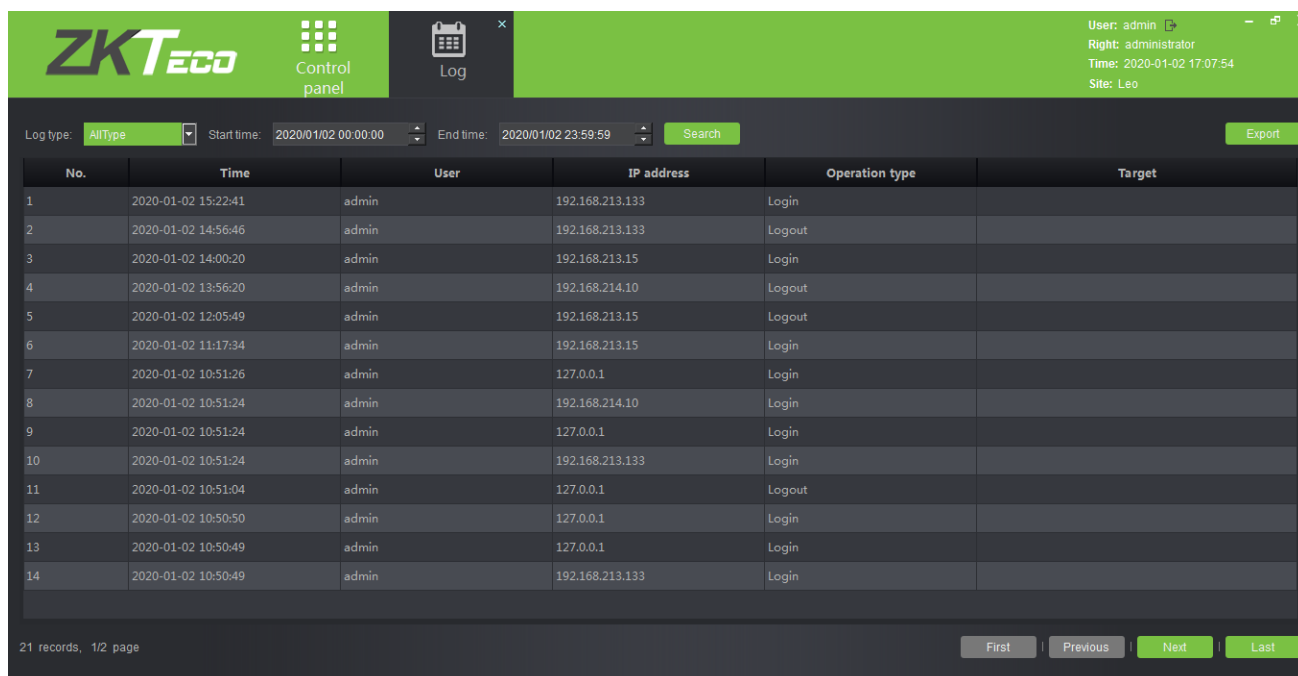 ZKTeco
Control panel
Log
User: admin
Right: administrator
Time: 2020-01-02 17:07:54
Site: Leo
Log type: AllType Start time: 2020/01/02 00:00:00 End time: 2020/01/02 23:59:59 Search Export
No. Time User IP address Operation type Target
1 2020-01-02 15:22:41 admin 192.168.213.133 Login
2 2020-01-02 14:56:46 admin 192.168.213.133 Logout
3 2020-01-02 14:00:20 admin 192.168.213.15 Login
4 2020-01-02 13:56:20 admin 192.168.214.10 Logout
5 2020-01-02 12:05:49 admin 192.168.213.15 Logout
6 2020-01-02 11:17:34 admin 192.168.213.15 Login
7 2020-01-02 10:51:26 admin 127.0.0.1 Login
8 2020-01-02 10:51:24 admin 192.168.214.10 Login
9 2020-01-02 10:51:24 admin 127.0.0.1 Login
10 2020-01-02 10:51:24 admin 192.168.213.133 Login
11 2020-01-02 10:51:04 admin 127.0.0.1 Logout
12 2020-01-02 10:50:50 admin 127.0.0.1 Login
13 2020-01-02 10:50:49 admin 127.0.0.1 Login
14 2020-01-02 10:50:49 admin 192.168.213.133 Login
21 records, 1/2 page First | Previous | Next | Last